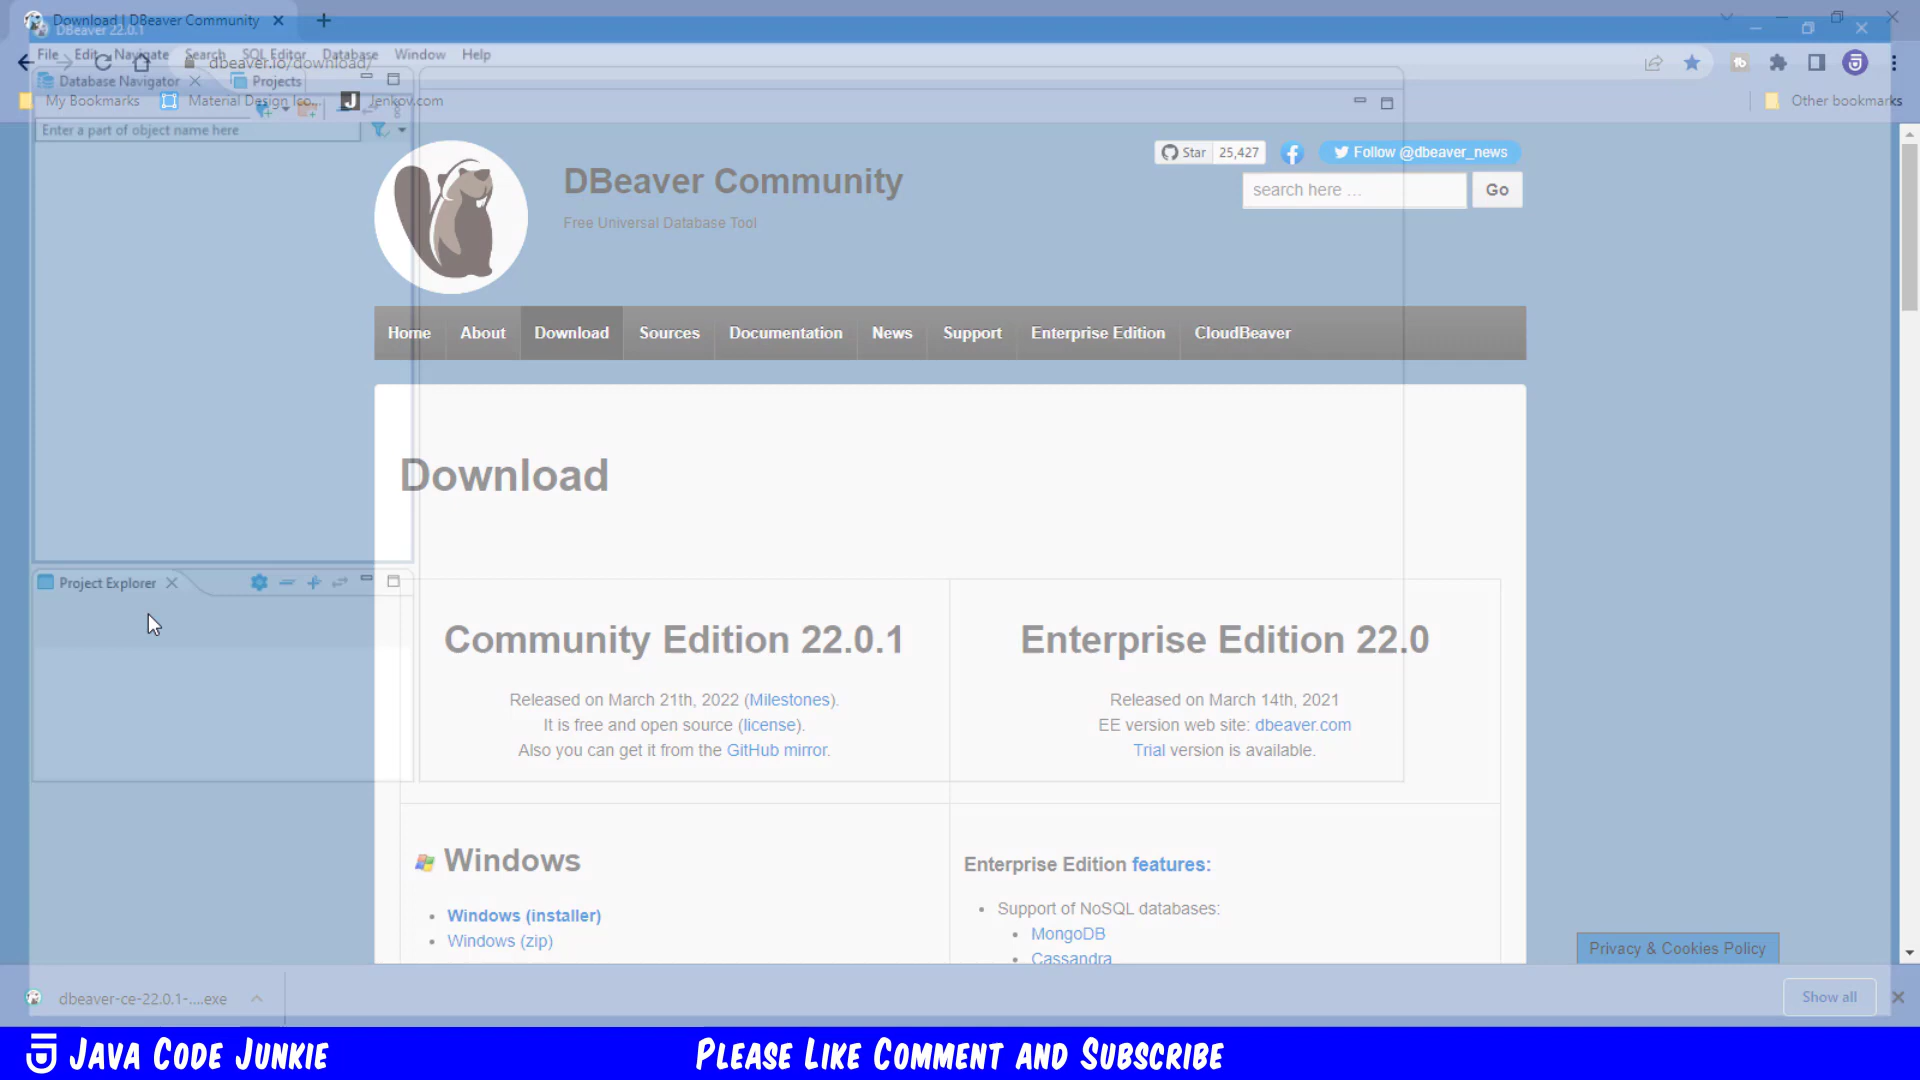 Download | DBeaver Community
DBeaver 22.0.1
File Edit Navigate Search SQL Editor Database Window Help
dbeaver.io/download/
Database Navigator Projects
My Bookmarks Material Design Ico... Jenkov.com Other bookmarks
Enter a part of object name here
Star 25,427 Follow @dbeaver_news
DBeaver Community
search here ... Go
Free Universal Database Tool
Home About Download Sources Documentation News Support Enterprise Edition CloudBeaver
Download
Project Explorer
Community Edition 22.0.1
Released on March 21th, 2022 (Milestones).
It is free and open source (license).
Also you can get it from the GitHub mirror.
Enterprise Edition 22.0
Released on March 14th, 2021
EE version web site: dbeaver.com
Trial version is available.
Windows
Windows (installer)
Windows (zip)
Enterprise Edition features:
Support of NoSQL databases:
MongoDB
Cassandra
Privacy & Cookies Policy
dbeaver-ce-22.0.1-....exe
Show all
Java Code Junkie
Please Like Comment and Subscribe